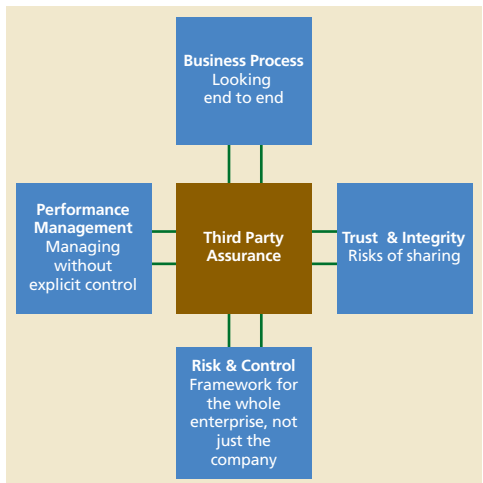 Business Process
Looking
end to end
Performance
Management
Managing
without
explicit control
Third Party
Assurance
Trust & Integrity
Risks of sharing
Risk & Control
Framework for
the whole
enterprise, not
just the
company